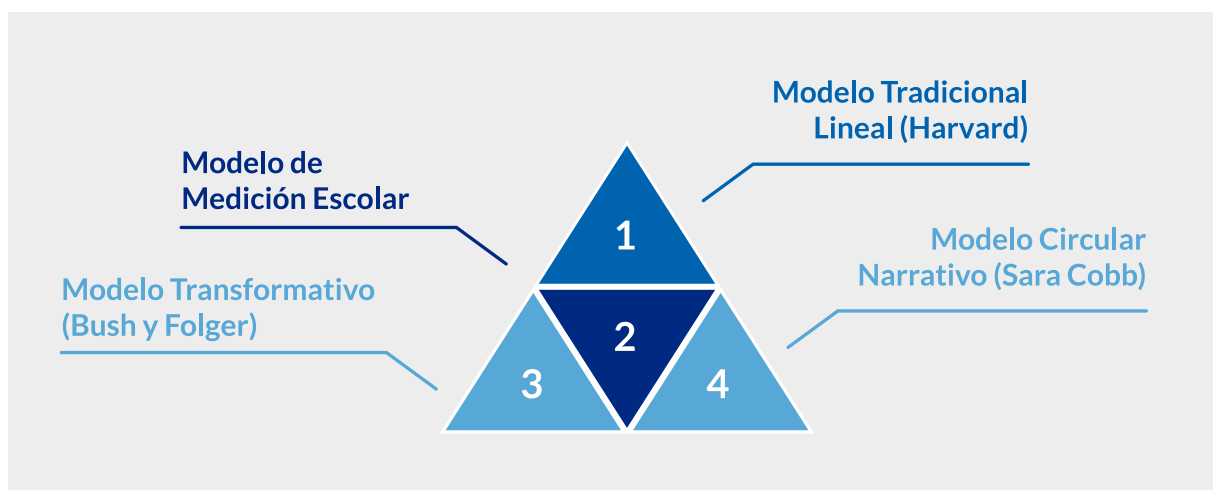 Modelo Tradicional
Lineal (Harvard)
Modelo de
Medición Escolar
1
Modelo Circular
Narrativo (Sara Cobb)
Modelo Transformativo
(Bush y Folger)
2
3
4